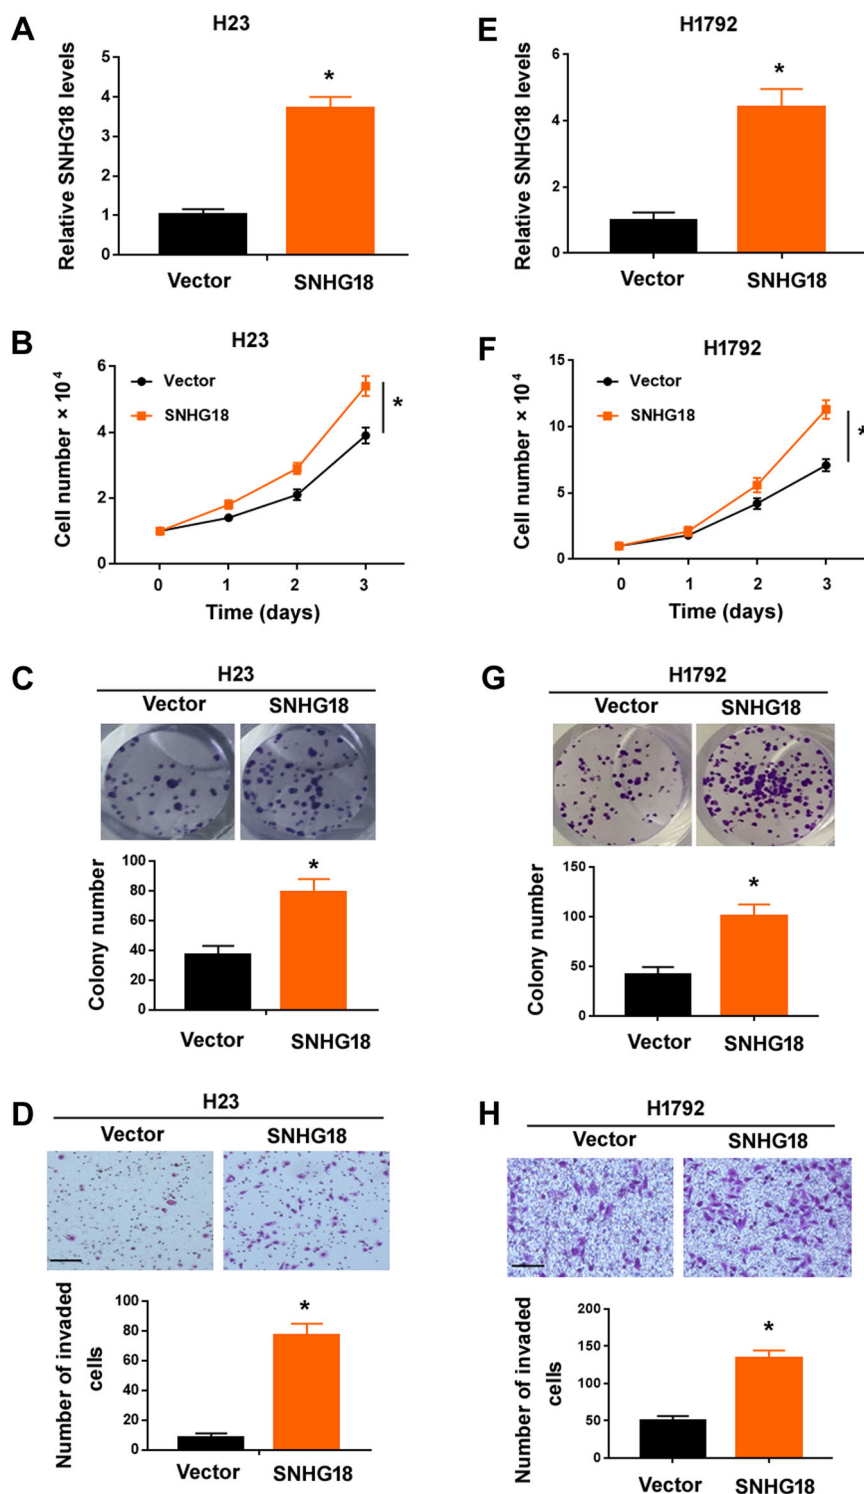 A
H23
Relative SNHG18 levels
5
4
3
2
1
0
*
Vector
SNHG18
E
H1792
Relative SNHG18 levels
6
4
2
0
*
Vector
SNHG18
B
H23
Cell number × 10⁴
6
4
2
0
Vector
SNHG18
*
0 1 2 3
Time (days)
F
H1792
Cell number × 10⁴
15
10
5
0
Vector
SNHG18
*
0 1 2 3
Time (days)
C
H23
Vector SNHG18
Colony number
100
80
60
40
20
0
*
Vector
SNHG18
G
H1792
Vector SNHG18
Colony number
150
100
50
0
*
Vector
SNHG18
D
H23
Vector SNHG18
Number of invaded
cells
100
80
60
40
20
0
*
Vector
SNHG18
H
H1792
Vector SNHG18
Number of invaded
cells
200
150
100
50
0
*
Vector
SNHG18